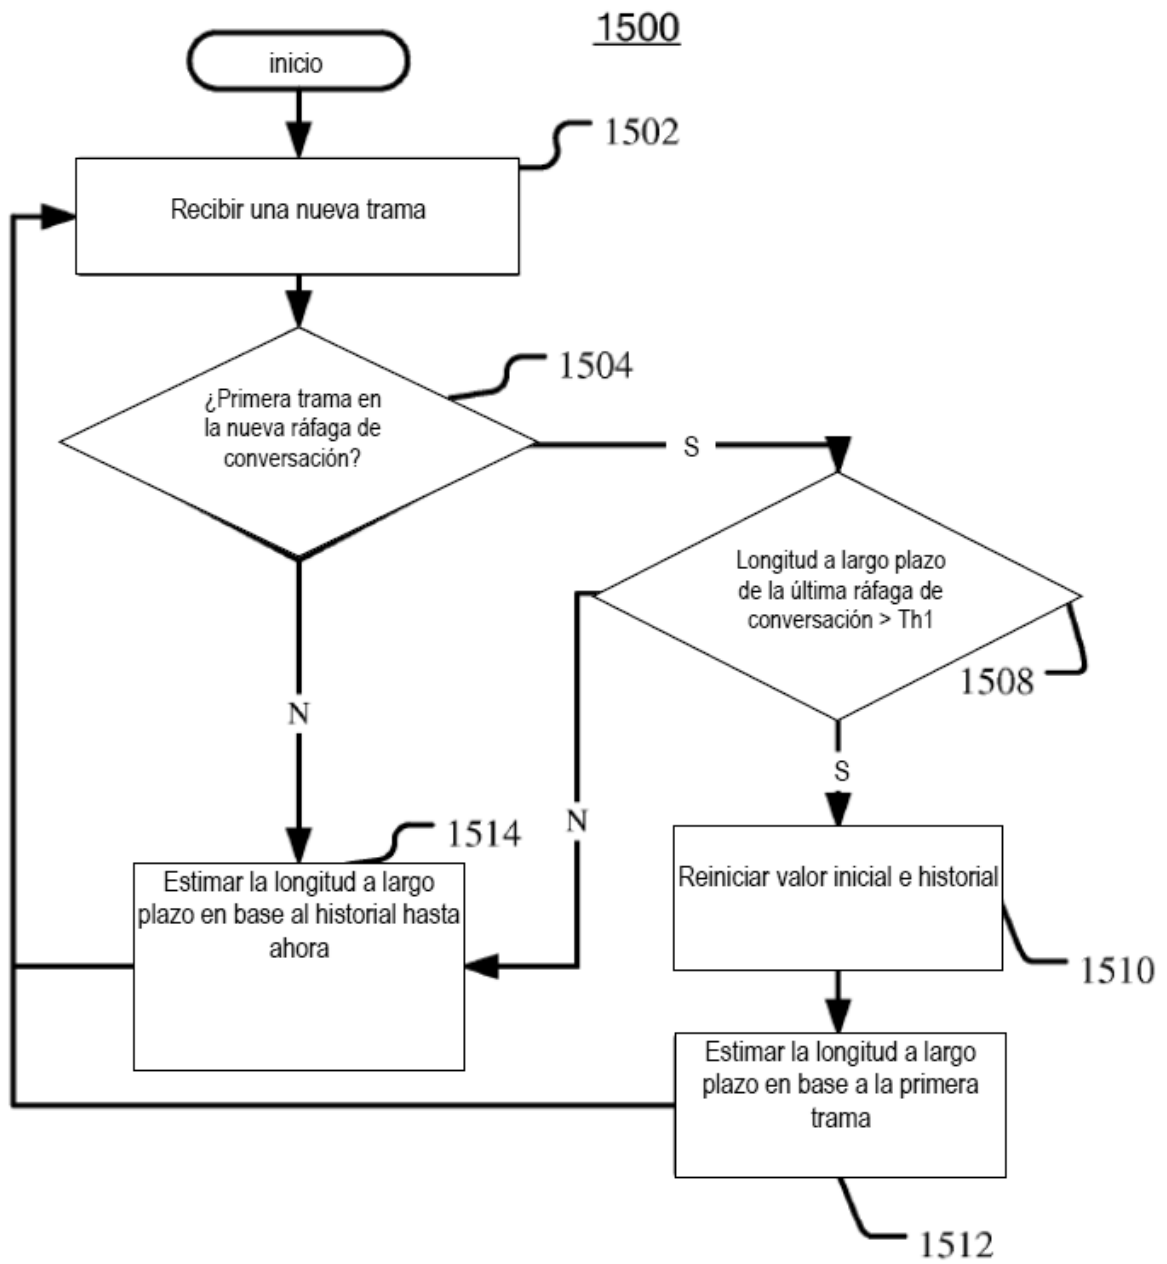 1500
inicio
1502
Recibir una nueva trama
1504
¿Primera trama en
la nueva ráfaga de
conversación?
S
Longitud a largo plazo
de la última ráfaga de
conversación > Th1
1508
N
S
N
1514
Estimar la longitud a largo
plazo en base al historial hasta
ahora
Reiniciar valor inicial e historial
1510
Estimar la longitud a largo
plazo en base a la primera
trama
1512